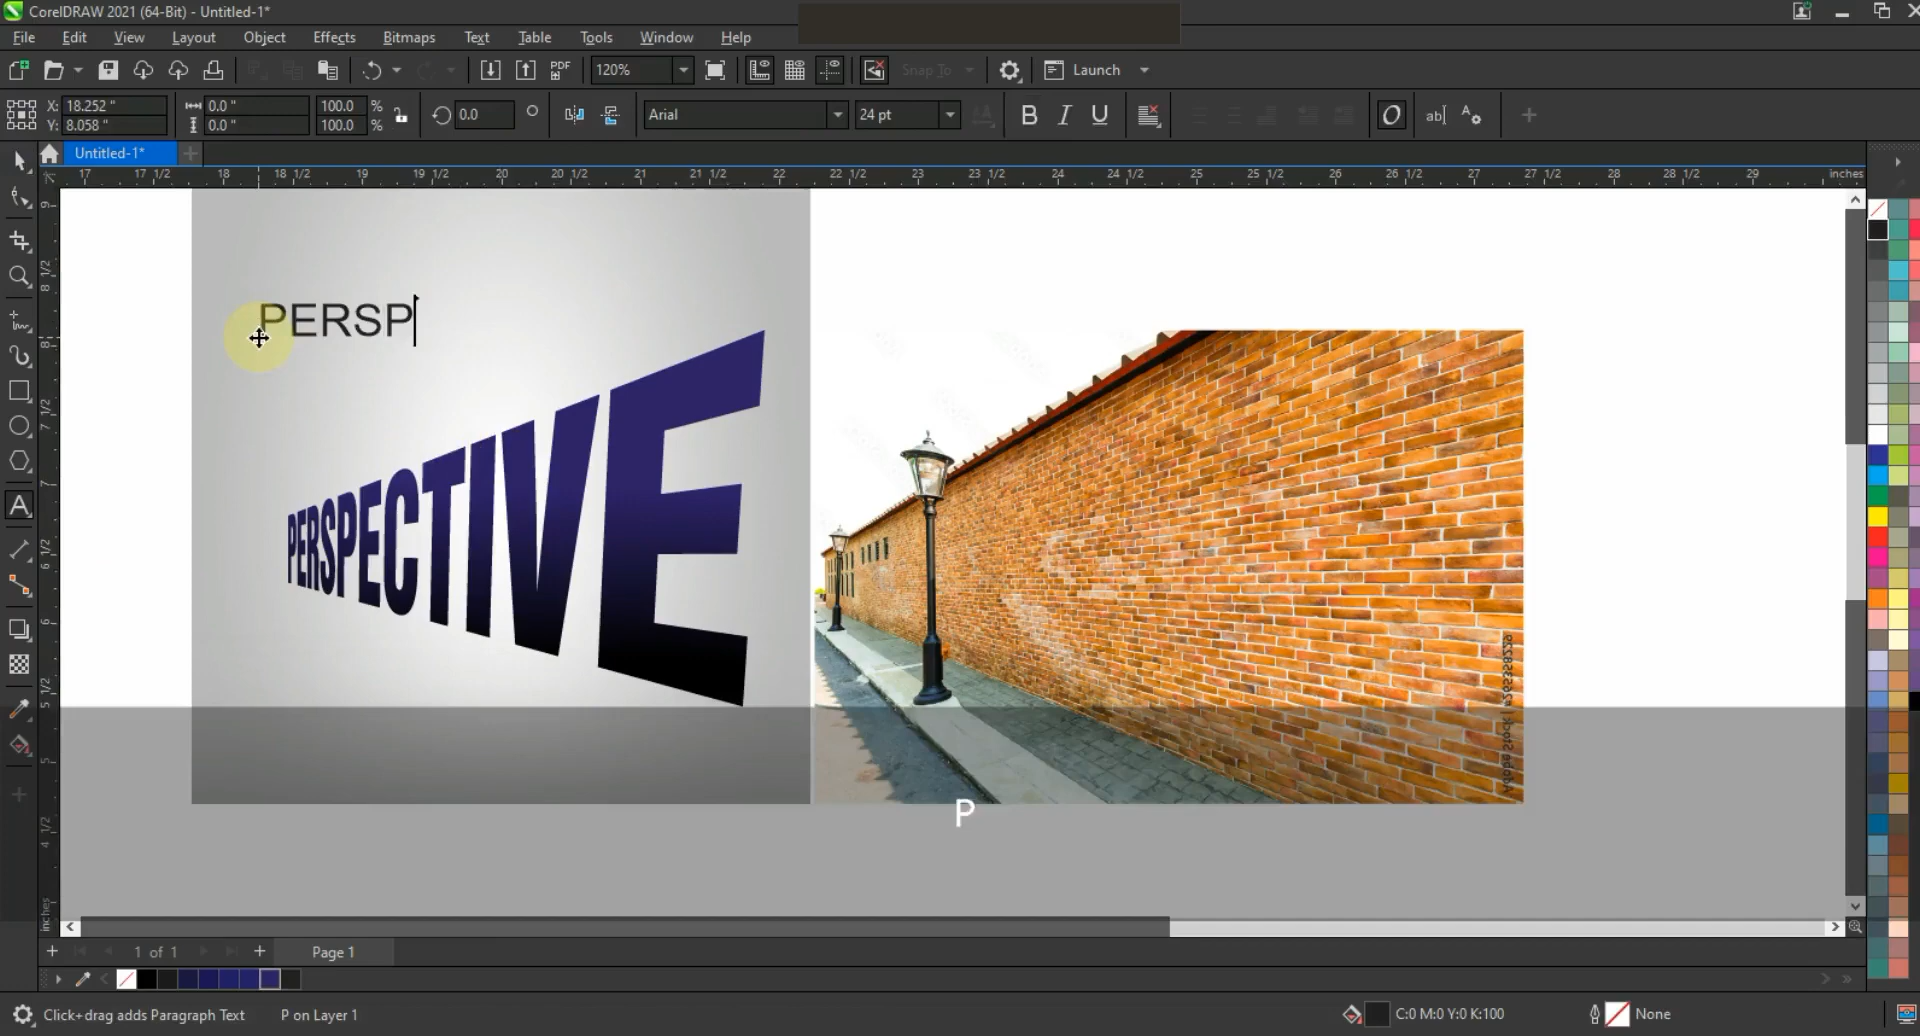 CorelDRAW 2021 (64-Bit) - Untitled-1*
File Edit View Layout Object Effects Bitmaps Text Table Tools Window Help
PDF 120% Snap To Launch
X: 18.252 " 0.0 " 100.0 % 0.0 Arial 24 pt B I U O ab
Y: 8.058 " 0.0 " 100.0 %
Untitled-1*
17 17 1/2 18 18 1/2 19 19 1/2 20 20 1/2 21 21 1/2 22 22 1/2 23 23 1/2 24 24 1/2 25 25 1/2 26 26 1/2 27 27 1/2 28 28 1/2 29 inches
PERSP
PERSPECTIVE
P
inches
1 of 1 Page 1
Click+drag adds Paragraph Text P on Layer 1 C:0 M:0 Y:0 K:100 None